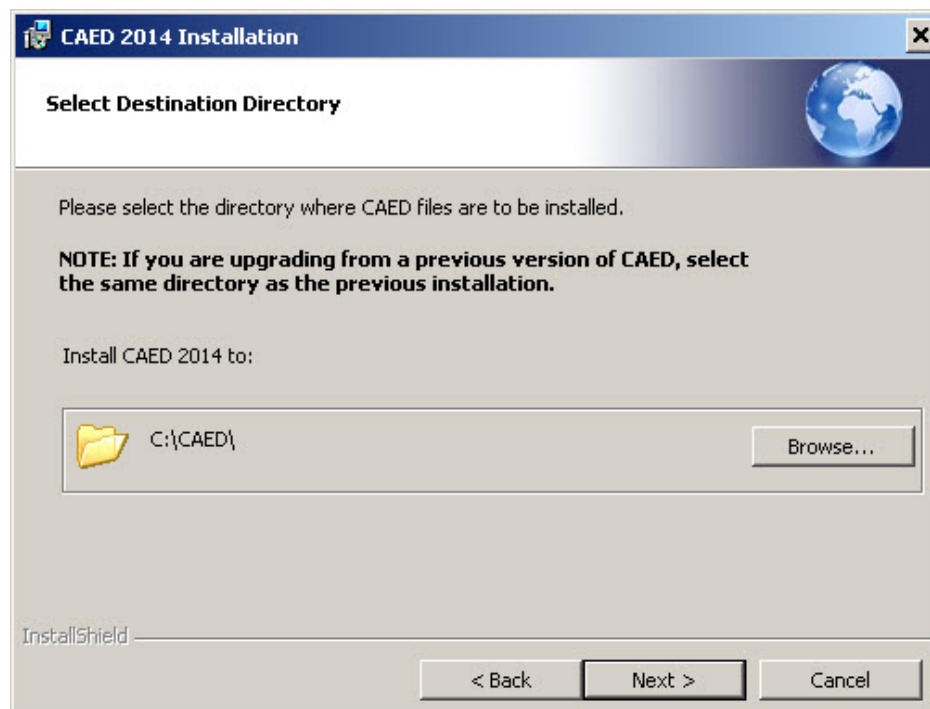 CAED 2014 Installation
Select Destination Directory
Please select the directory where CAED files are to be installed.
NOTE: If you are upgrading from a previous version of CAED, select
the same directory as the previous installation.
Install CAED 2014 to:
C:\CAED\
Browse...
InstallShield
< Back
Next >
Cancel